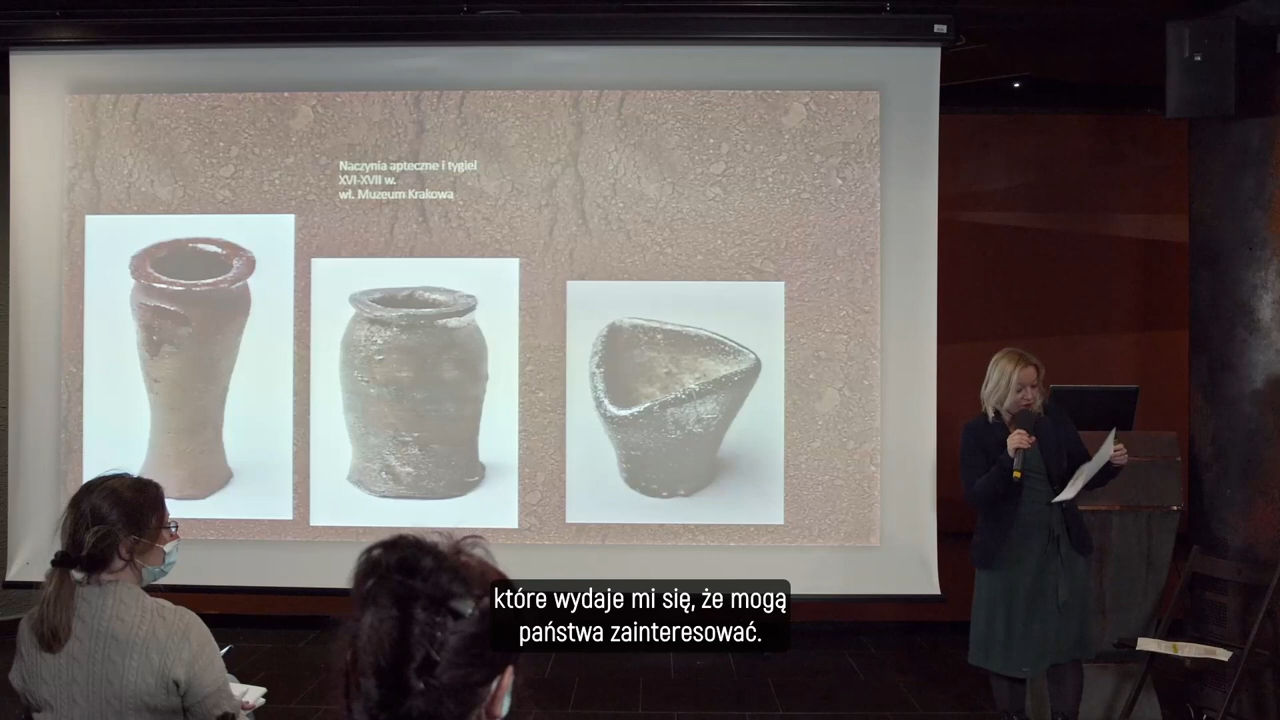 Naczynia apteczne i tygiel
XVI-XVII w.
wł. Muzeum Krakowa
które wydaje mi się, że mogą
państwa zainteresować.